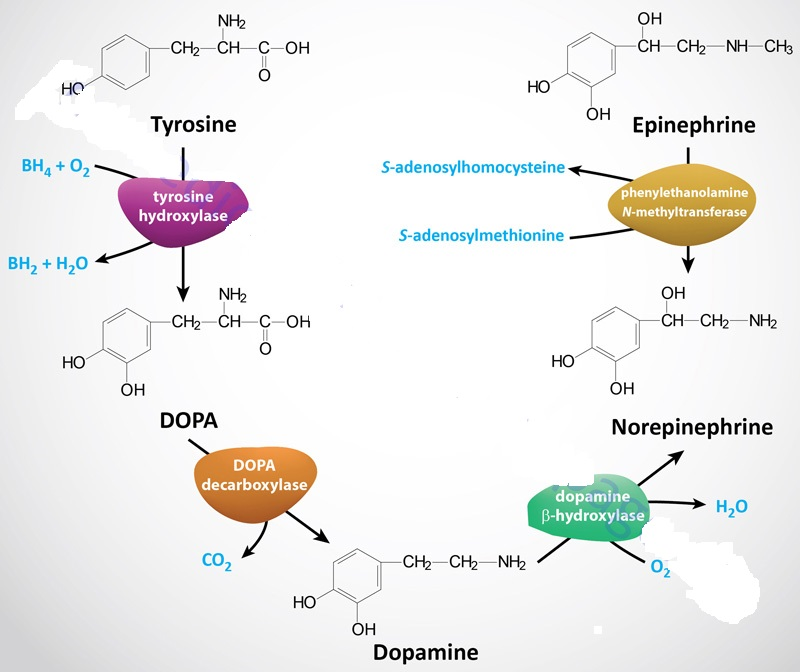 NH₂
CH₂—CH—C—OH
O
HO
Tyrosine
BH₄ + O₂
tyrosine
hydroxylase
BH₂ + H₂O
NH₂
CH₂—CH—C—OH
O
HO
OH
DOPA
DOPA
decarboxylase
CO₂
CH₂—CH₂—NH₂
HO
OH
Dopamine
dopamine
β-hydroxylase
O₂
H₂O
Norepinephrine
OH
CH—CH₂—NH₂
HO
OH
phenylethanolamine
N-methyltransferase
S-adenosylhomocysteine
S-adenosylmethionine
Epinephrine
OH
CH—CH₂—NH—CH₃
HO
OH